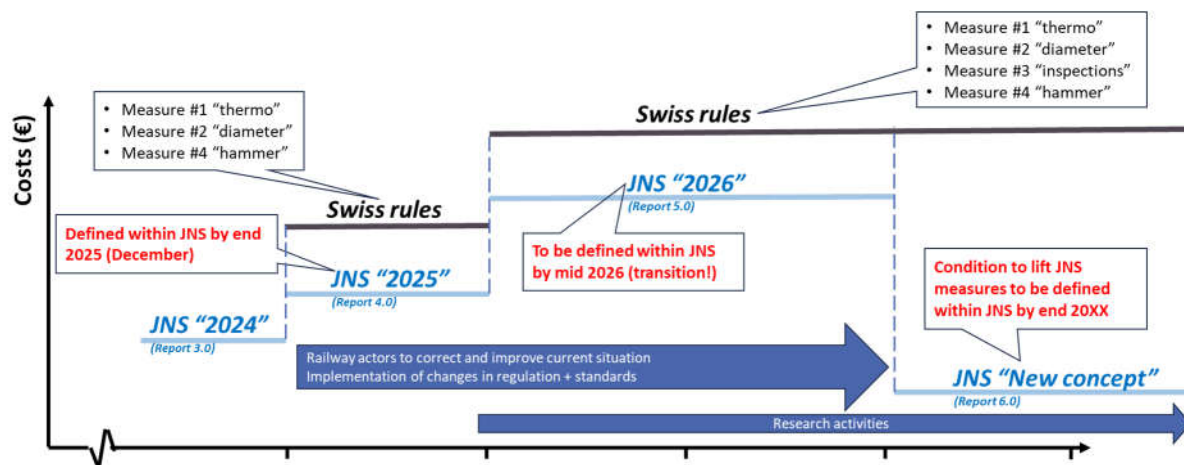 • Measure #1 “thermo”
• Measure #2 “diameter”
• Measure #3 “inspections”
• Measure #4 “hammer”
• Measure #1 “thermo”
• Measure #2 “diameter”
• Measure #4 “hammer”
Costs (€)
Swiss rules
Swiss rules
JNS “2026”
(Report 5.0)
Defined within JNS by end
2025 (December)
To be defined within JNS
by mid 2026 (transition!)
JNS “2025”
(Report 4.0)
Condition to lift JNS
measures to be defined
within JNS by end 20XX
JNS “2024”
(Report 3.0)
Railway actors to correct and improve current situation
Implementation of changes in regulation + standards
JNS “New concept”
(Report 6.0)
Research activities